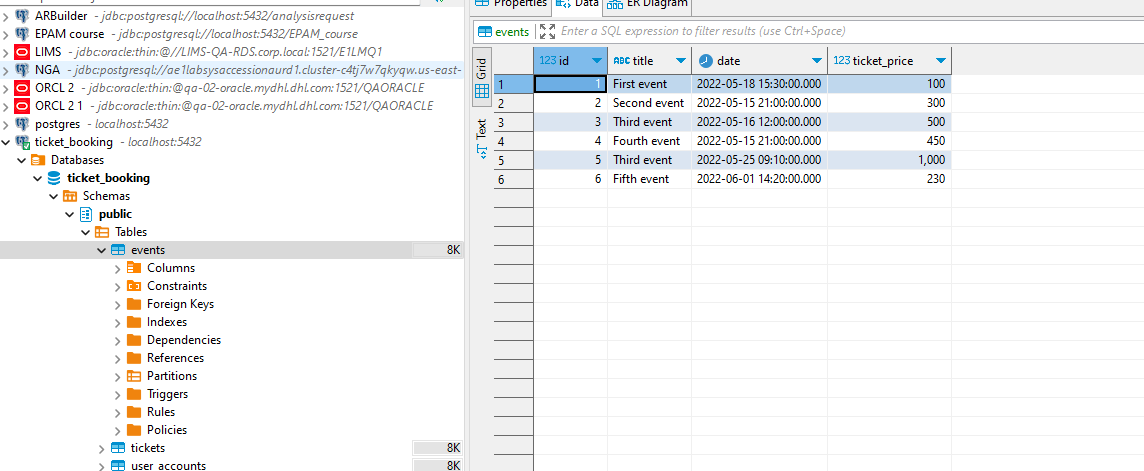 ARBuilder - jdbc:postgresql://localhost:5432/analysisrequest
EPAM course - jdbc:postgresql://localhost:5432/EPAM_course
LIMS - jdbc:oracle:thin:@//LIMS-QA-RDS.corp.local:1521/E1LMQ1
NGA - jdbc:postgresql://ae1labsysaccessionaurd1.cluster-c4tj7w7qkyqw.us-east-
ORCL 2 - jdbc:oracle:thin:@qa-02-oracle.mydhl.dhl.com:1521/QAORACLE
ORCL 2 1 - jdbc:oracle:thin:@qa-02-oracle.mydhl.dhl.com:1521/QAORACLE
postgres - localhost:5432
ticket_booking - localhost:5432
Databases
ticket_booking
Schemas
public
Tables
events 8K
Columns
Constraints
Foreign Keys
Indexes
Dependencies
References
Partitions
Triggers
Rules
Policies
tickets 8K
user_accounts 8K
Properties Data ER Diagram
events Enter a SQL expression to filter results (use Ctrl+Space)
Grid
Text
123 id ABC title date 123 ticket_price
1 1 First event 2022-05-18 15:30:00.000 100
2 2 Second event 2022-05-15 21:00:00.000 300
3 3 Third event 2022-05-16 12:00:00.000 500
4 4 Fourth event 2022-05-15 21:00:00.000 450
5 5 Third event 2022-05-25 09:10:00.000 1,000
6 6 Fifth event 2022-06-01 14:20:00.000 230